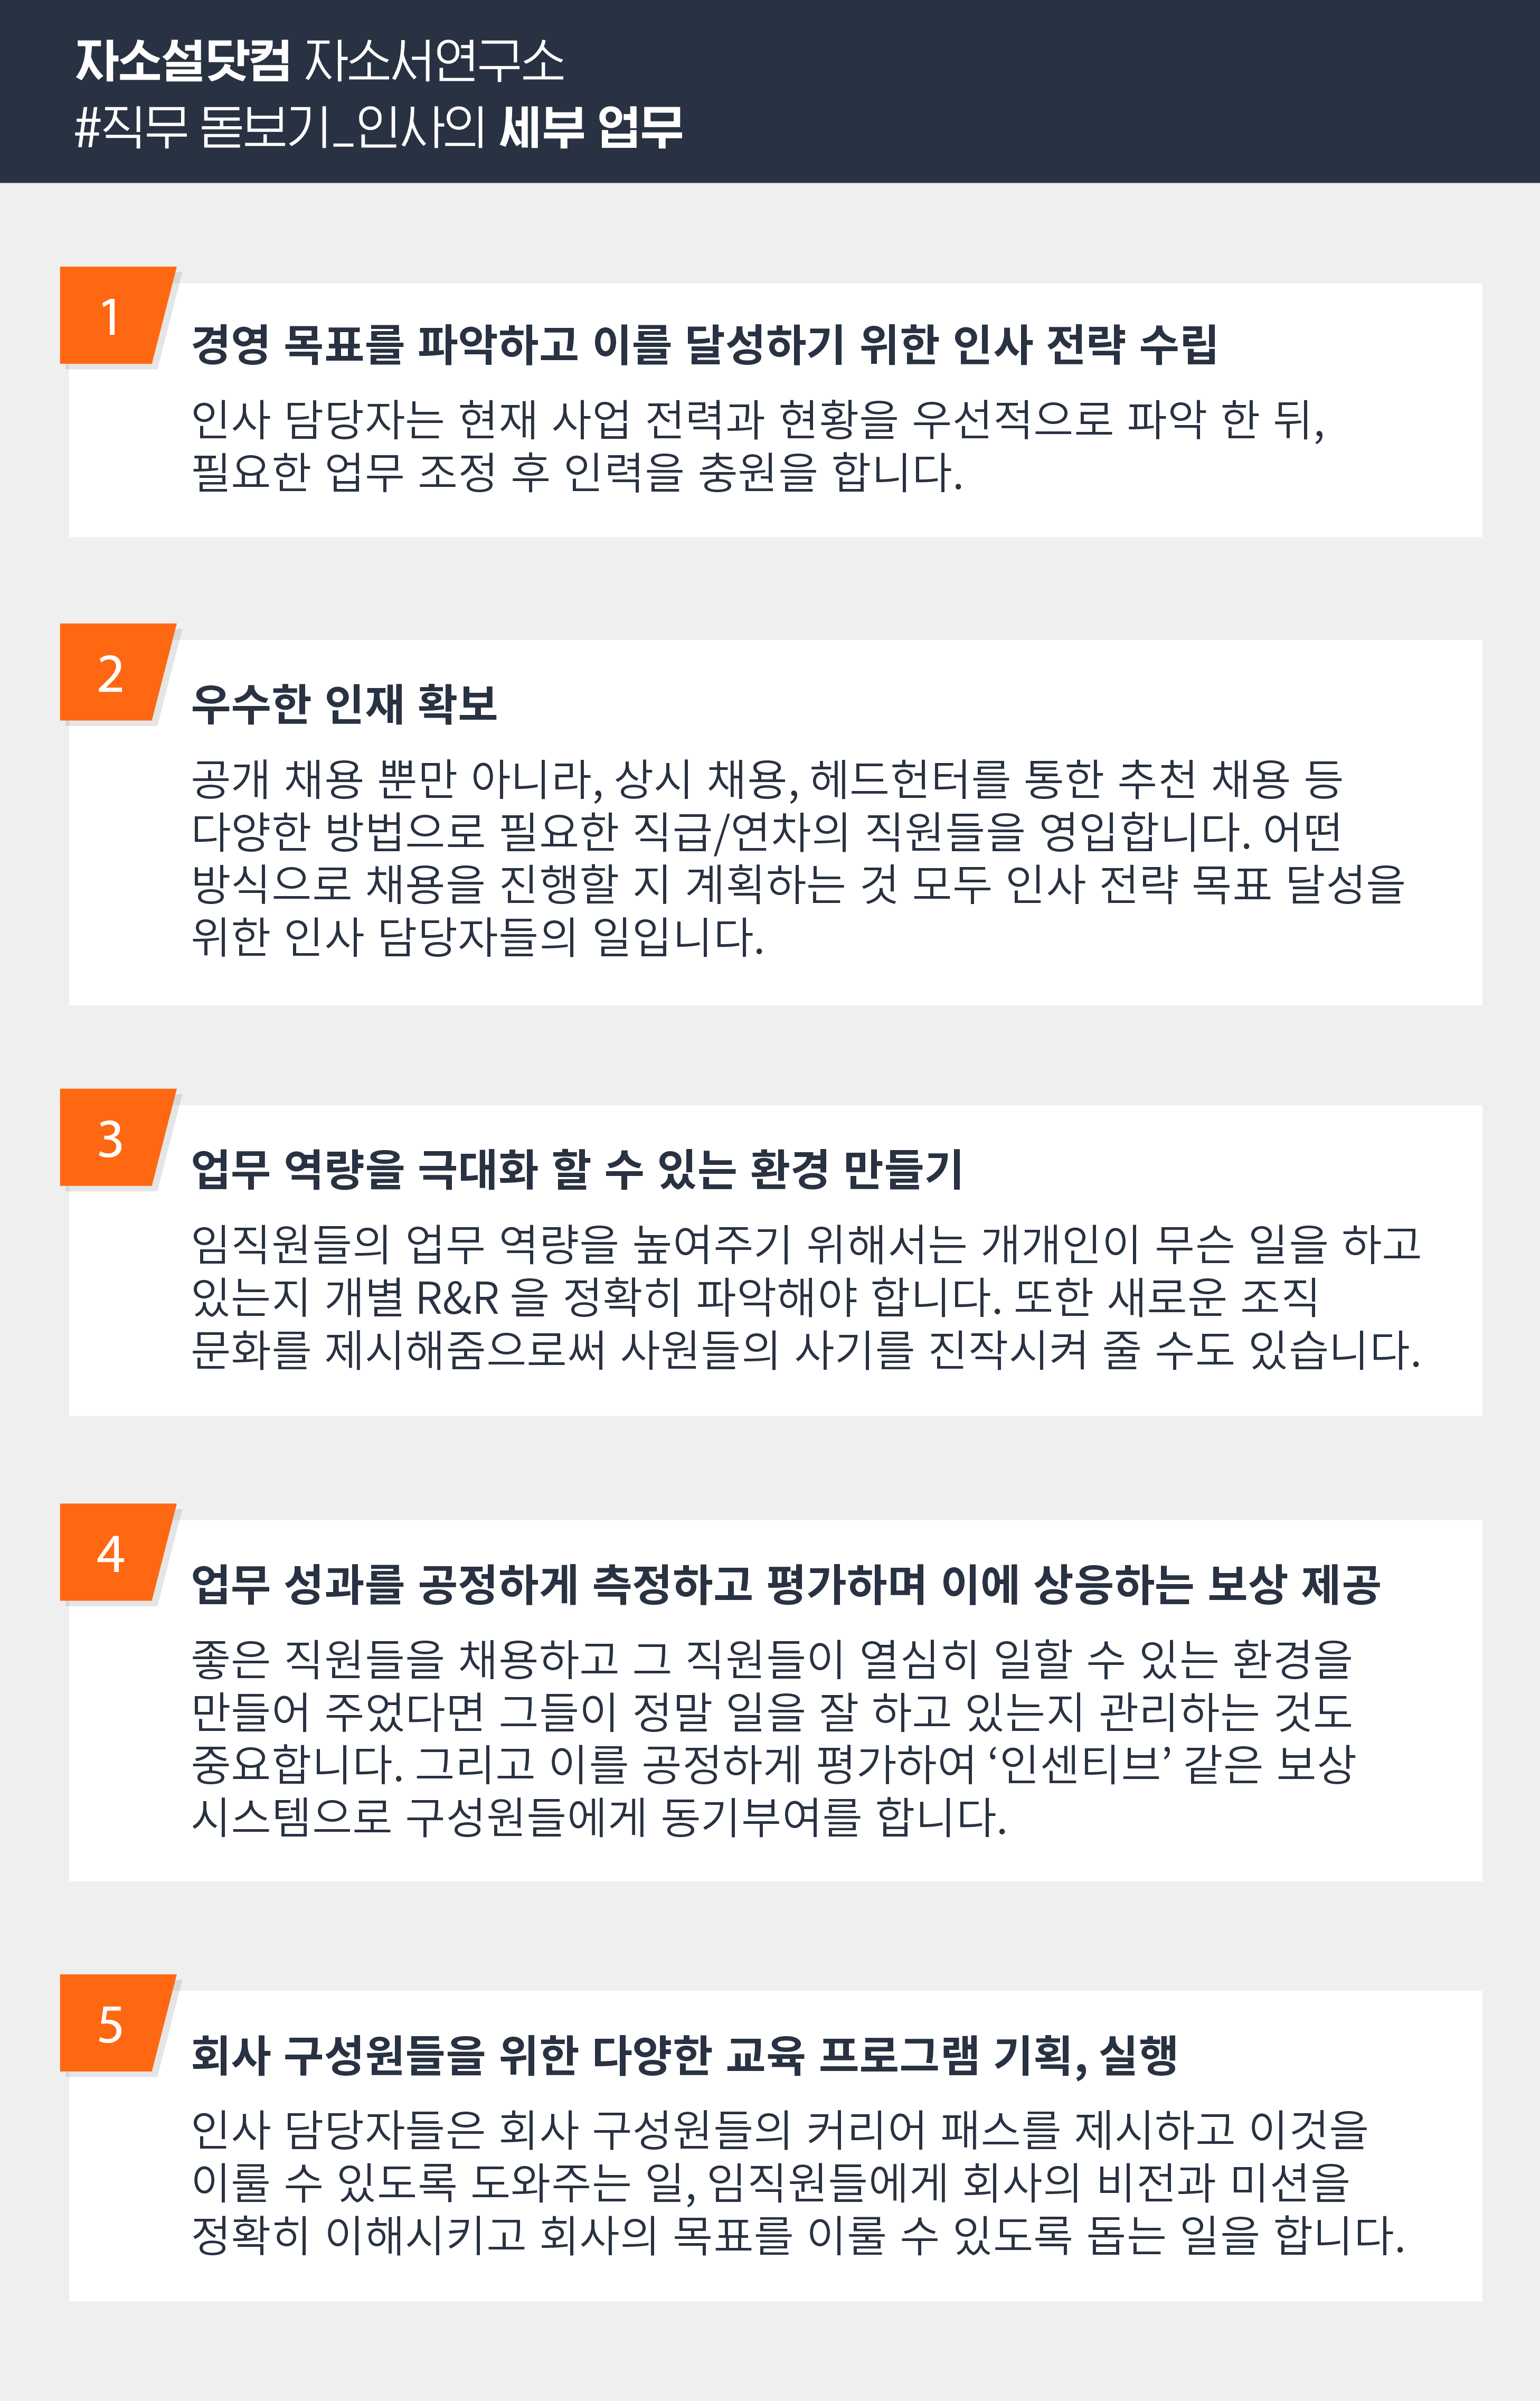 자소설닷컴 자소서연구소
#직무 돋보기_인사의 세부 업무
1
경영 목표를 파악하고 이를 달성하기 위한 인사 전략 수립
인사 담당자는 현재 사업 전력과 현황을 우선적으로 파악 한 뒤,
필요한 업무 조정 후 인력을 충원을 합니다.
2
우수한 인재 확보
공개 채용 뿐만 아니라, 상시 채용, 헤드헌터를 통한 추천 채용 등
다양한 방법으로 필요한 직급/연차의 직원들을 영입합니다. 어떤
방식으로 채용을 진행할 지 계획하는 것 모두 인사 전략 목표 달성을
위한 인사 담당자들의 일입니다.
3
업무 역량을 극대화 할 수 있는 환경 만들기
임직원들의 업무 역량을 높여주기 위해서는 개개인이 무슨 일을 하고
있는지 개별 R&R 을 정확히 파악해야 합니다. 또한 새로운 조직
문화를 제시해줌으로써 사원들의 사기를 진작시켜 줄 수도 있습니다.
4
업무 성과를 공정하게 측정하고 평가하며 이에 상응하는 보상 제공
좋은 직원들을 채용하고 그 직원들이 열심히 일할 수 있는 환경을
만들어 주었다면 그들이 정말 일을 잘 하고 있는지 관리하는 것도
중요합니다. 그리고 이를 공정하게 평가하여 ‘인센티브’ 같은 보상
시스템으로 구성원들에게 동기부여를 합니다.
5
회사 구성원들을 위한 다양한 교육 프로그램 기획, 실행
인사 담당자들은 회사 구성원들의 커리어 패스를 제시하고 이것을
이룰 수 있도록 도와주는 일, 임직원들에게 회사의 비전과 미션을
정확히 이해시키고 회사의 목표를 이룰 수 있도록 돕는 일을 합니다.